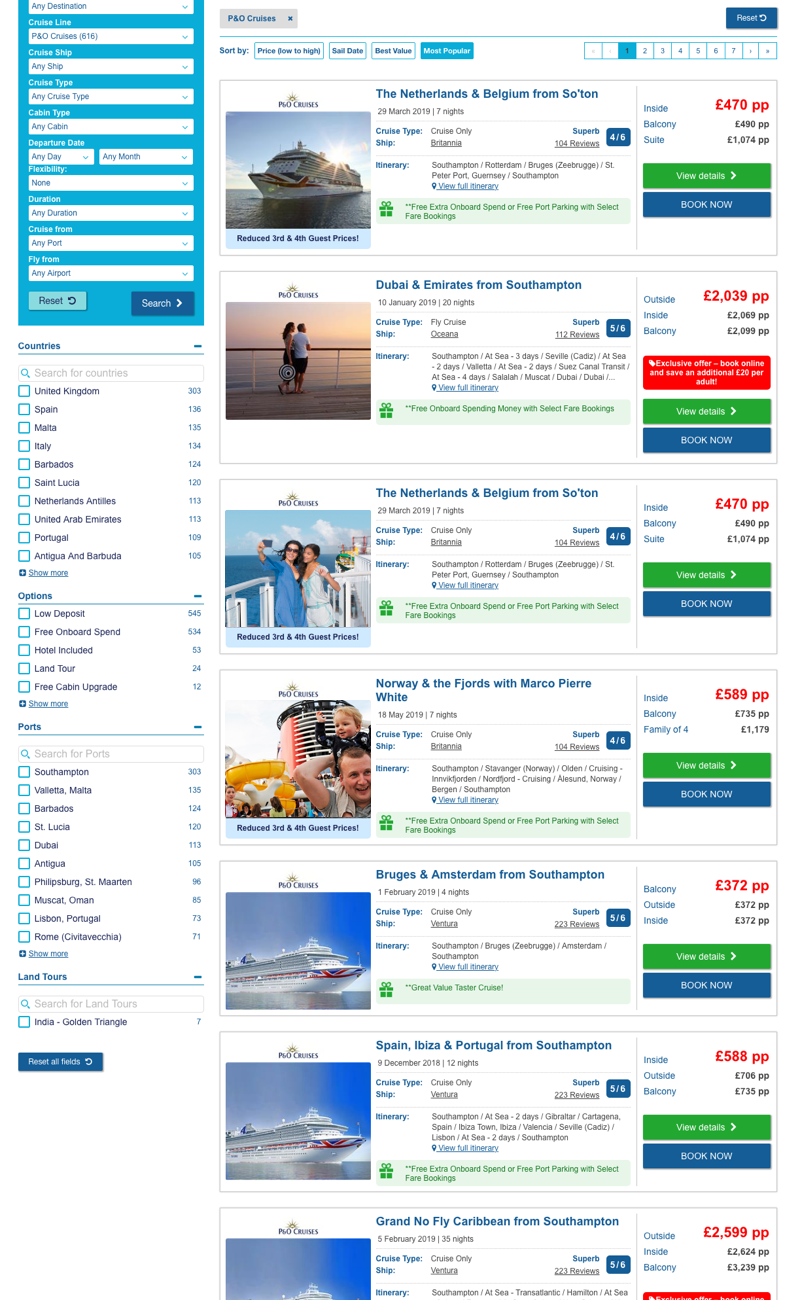 Any Destination
Cruise Line
P&O Cruises (616)
Cruise Ship
Any Ship
Cruise Type
Any Cruise Type
Cabin Type
Any Cabin
Departure Date
Any Day
Any Month
Flexibility:
None
Duration
Any Duration
Cruise from
Any Port
Fly from
Any Airport
Reset
Search
Countries
Search for countries
United Kingdom 303
Spain 136
Malta 135
Italy 134
Barbados 124
Saint Lucia 120
Netherlands Antilles 113
United Arab Emirates 113
Portugal 109
Antigua And Barbuda 105
Show more
Options
Low Deposit 545
Free Onboard Spend 534
Hotel Included 53
Land Tour 24
Free Cabin Upgrade 12
Show more
Ports
Search for Ports
Southampton 303
Valletta, Malta 135
Barbados 124
St. Lucia 120
Dubai 113
Antigua 105
Philipsburg, St. Maarten 96
Muscat, Oman 85
Lisbon, Portugal 73
Rome (Civitavecchia) 71
Show more
Land Tours
Search for Land Tours
India - Golden Triangle 7
Reset all fields
P&O Cruises ×
Reset
Sort by: Price (low to high) Sail Date Best Value Most Popular
« ‹ 1 2 3 4 5 6 7 › »
P&O CRUISES
Reduced 3rd & 4th Guest Prices!
The Netherlands & Belgium from So'ton
29 March 2019 | 7 nights
Cruise Type: Cruise Only
Ship: Britannia
Superb
104 Reviews
4/6
Itinerary: Southampton / Rotterdam / Bruges (Zeebrugge) / St.
Peter Port, Guernsey / Southampton
View full itinerary
**Free Extra Onboard Spend or Free Port Parking with Select
Fare Bookings
Inside £470 pp
Balcony £490 pp
Suite £1,074 pp
View details
BOOK NOW
P&O CRUISES
Dubai & Emirates from Southampton
10 January 2019 | 20 nights
Cruise Type: Fly Cruise
Ship: Oceana
Superb
112 Reviews
5/6
Itinerary: Southampton / At Sea - 3 days / Seville (Cadiz) / At Sea
- 2 days / Valletta / At Sea - 2 days / Suez Canal Transit /
At Sea - 4 days / Salalah / Muscat / Dubai / Dubai /...
View full itinerary
**Free Onboard Spending Money with Select Fare Bookings
Outside £2,039 pp
Inside £2,069 pp
Balcony £2,099 pp
Exclusive offer – book online
and save an additional £20 per
adult!
View details
BOOK NOW
P&O CRUISES
Reduced 3rd & 4th Guest Prices!
The Netherlands & Belgium from So'ton
29 March 2019 | 7 nights
Cruise Type: Cruise Only
Ship: Britannia
Superb
104 Reviews
4/6
Itinerary: Southampton / Rotterdam / Bruges (Zeebrugge) / St.
Peter Port, Guernsey / Southampton
View full itinerary
**Free Extra Onboard Spend or Free Port Parking with Select
Fare Bookings
Inside £470 pp
Balcony £490 pp
Suite £1,074 pp
View details
BOOK NOW
P&O CRUISES
Reduced 3rd & 4th Guest Prices!
Norway & the Fjords with Marco Pierre
White
18 May 2019 | 7 nights
Cruise Type: Cruise Only
Ship: Britannia
Superb
104 Reviews
4/6
Itinerary: Southampton / Stavanger (Norway) / Olden / Cruising -
Innvikfjorden / Nordfjord - Cruising / Ålesund, Norway /
Bergen / Southampton
View full itinerary
**Free Extra Onboard Spend or Free Port Parking with Select
Fare Bookings
Inside £589 pp
Balcony £735 pp
Family of 4 £1,179
View details
BOOK NOW
P&O CRUISES
Bruges & Amsterdam from Southampton
1 February 2019 | 4 nights
Cruise Type: Cruise Only
Ship: Ventura
Superb
223 Reviews
5/6
Itinerary: Southampton / Bruges (Zeebrugge) / Amsterdam /
Southampton
View full itinerary
**Great Value Taster Cruise!
Balcony £372 pp
Outside £372 pp
Inside £372 pp
View details
BOOK NOW
P&O CRUISES
Spain, Ibiza & Portugal from Southampton
9 December 2018 | 12 nights
Cruise Type: Cruise Only
Ship: Ventura
Superb
223 Reviews
5/6
Itinerary: Southampton / At Sea - 2 days / Gibraltar / Cartagena,
Spain / Ibiza Town, Ibiza / Valencia / Seville (Cadiz) /
Lisbon / At Sea - 2 days / Southampton
View full itinerary
**Free Extra Onboard Spend or Free Port Parking with Select
Fare Bookings
Inside £588 pp
Outside £706 pp
Balcony £735 pp
View details
BOOK NOW
P&O CRUISES
Grand No Fly Caribbean from Southampton
5 February 2019 | 35 nights
Cruise Type: Cruise Only
Ship: Ventura
Superb
223 Reviews
5/6
Itinerary: Southampton / At Sea - Transatlantic / Hamilton / At Sea
Outside £2,599 pp
Inside £2,624 pp
Balcony £3,239 pp
Exclusive offer – book online